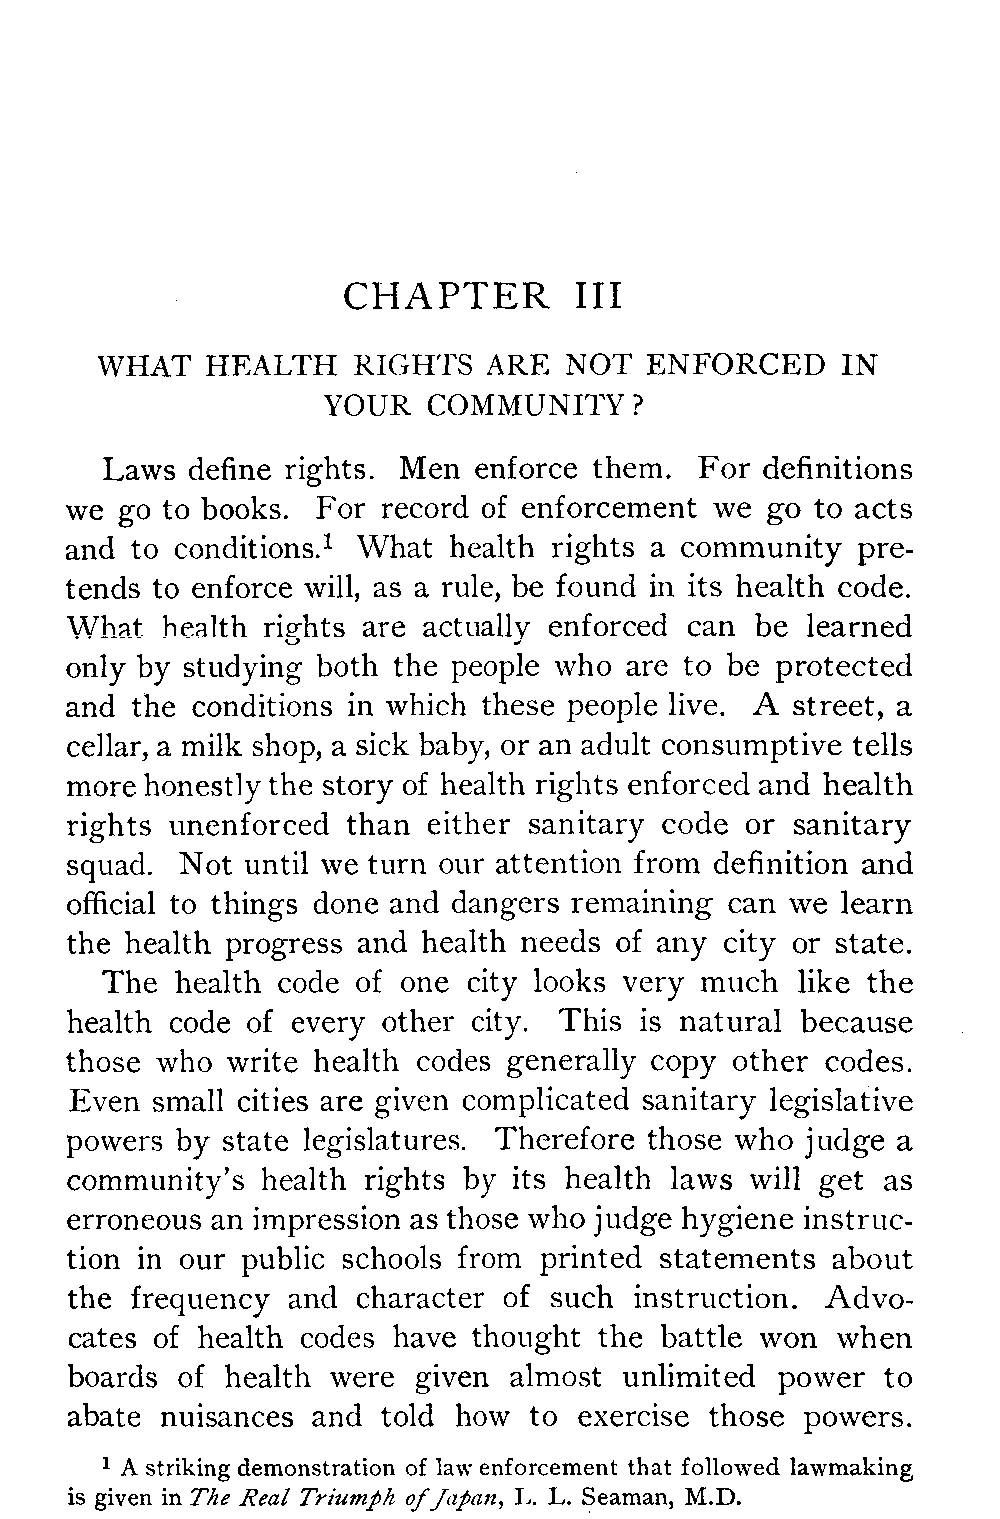 CHAPTER III
WHAT HEALTH RIGHTS ARE NOT ENFORCED IN
YOUR COMMUNITY?
Laws define rights. Men enforce them. For definitions
we go to books. For record of enforcement we go to acts
and to conditions.¹ What health rights a community pre-
tends to enforce will, as a rule, be found in its health code.
What health rights are actually enforced can be learned
only by studying both the people who are to be protected
and the conditions in which these people live. A street, a
cellar, a milk shop, a sick baby, or an adult consumptive tells
more honestly the story of health rights enforced and health
rights unenforced than either sanitary code or sanitary
squad. Not until we turn our attention from definition and
official to things done and dangers remaining can we learn
the health progress and health needs of any city or state.
The health code of one city looks very much like the
health code of every other city. This is natural because
those who write health codes generally copy other codes.
Even small cities are given complicated sanitary legislative
powers by state legislatures. Therefore those who judge a
community's health rights by its health laws will get as
erroneous an impression as those who judge hygiene instruc-
tion in our public schools from printed statements about
the frequency and character of such instruction. Advo-
cates of health codes have thought the battle won when
boards of health were given almost unlimited power to
abate nuisances and told how to exercise those powers.
¹ A striking demonstration of law enforcement that followed lawmaking
is given in The Real Triumph of Japan, L. L. Seaman, M.D.